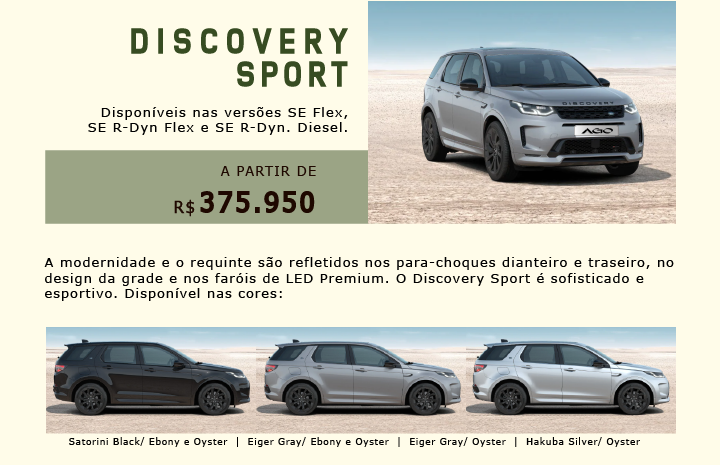 DISCOVERY
SPORT
Disponíveis nas versões SE Flex,
SE R-Dyn Flex e SE R-Dyn. Diesel.
A PARTIR DE
R$ 375.950
DISCOVERY
AGO
A modernidade e o requinte são refletidos nos para-choques dianteiro e traseiro, no
design da grade e nos faróis de LED Premium. O Discovery Sport é sofisticado e
esportivo. Disponível nas cores:
Satorini Black/ Ebony e Oyster | Eiger Gray/ Ebony e Oyster | Eiger Gray/ Oyster | Hakuba Silver/ Oyster